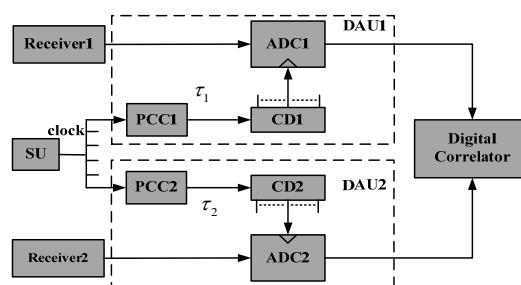 DAU1
Receiver1
ADC1
τ1
clock
PCC1
CD1
SU
Digital
Correlator
PCC2
CD2
DAU2
τ2
Receiver2
ADC2